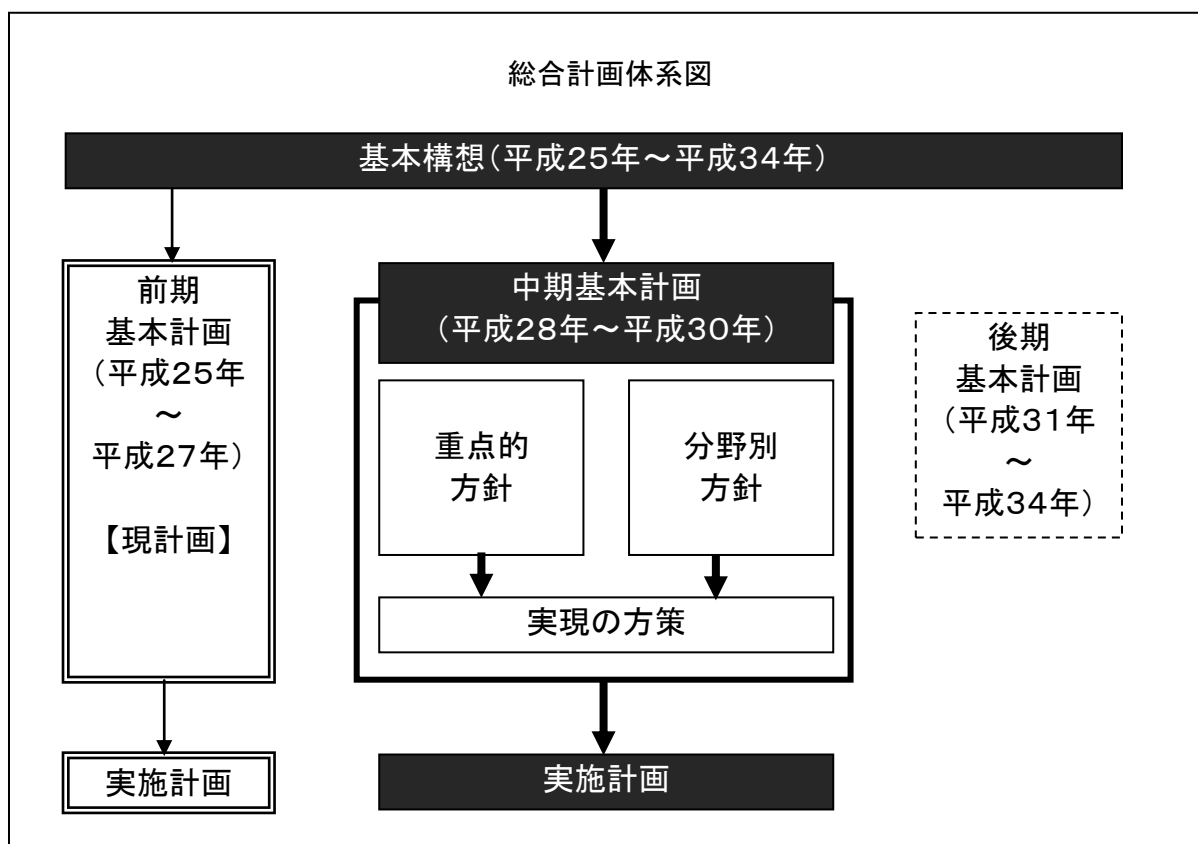 総合計画体系図
基本構想(平成25年～平成34年)
前期
基本計画
(平成25年
～
平成27年)
【現計画】
中期基本計画
(平成28年～平成30年)
重点的
方針
分野別
方針
実現の方策
後期
基本計画
(平成31年
～
平成34年)
実施計画
実施計画